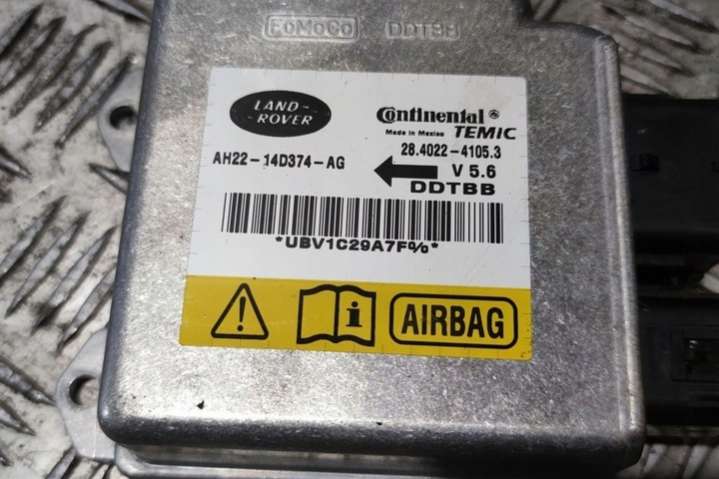 FoMoCo DDTBB
LAND-
ROVER
Continental
Made in Mexico TEMIC
AH22-14D374-AG
28.4022-4105.3
V 5.6
DDTBB
*UBV1C29A7F%*
AIRBAG